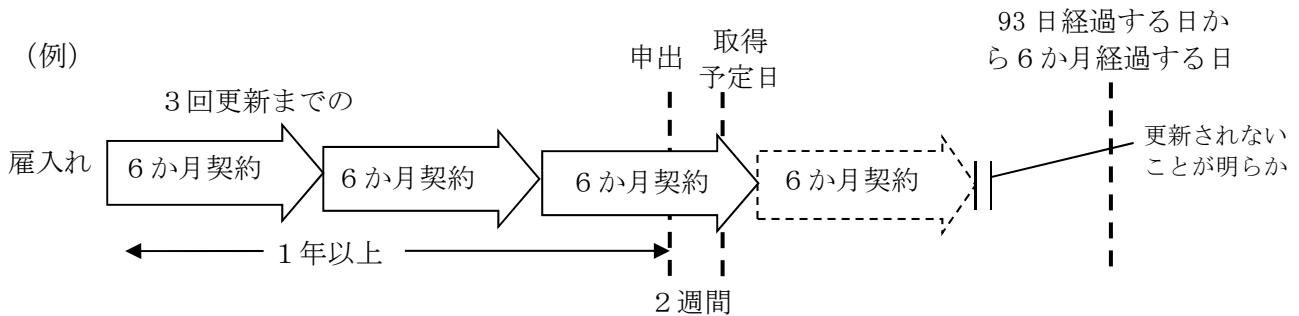 （例）
申出
取得
予定日
93 日経過する日か
ら６か月経過する日
３回更新までの
雇入れ
６か月契約
６か月契約
６か月契約
６か月契約
更新されない
ことが明らか
１年以上
２週間